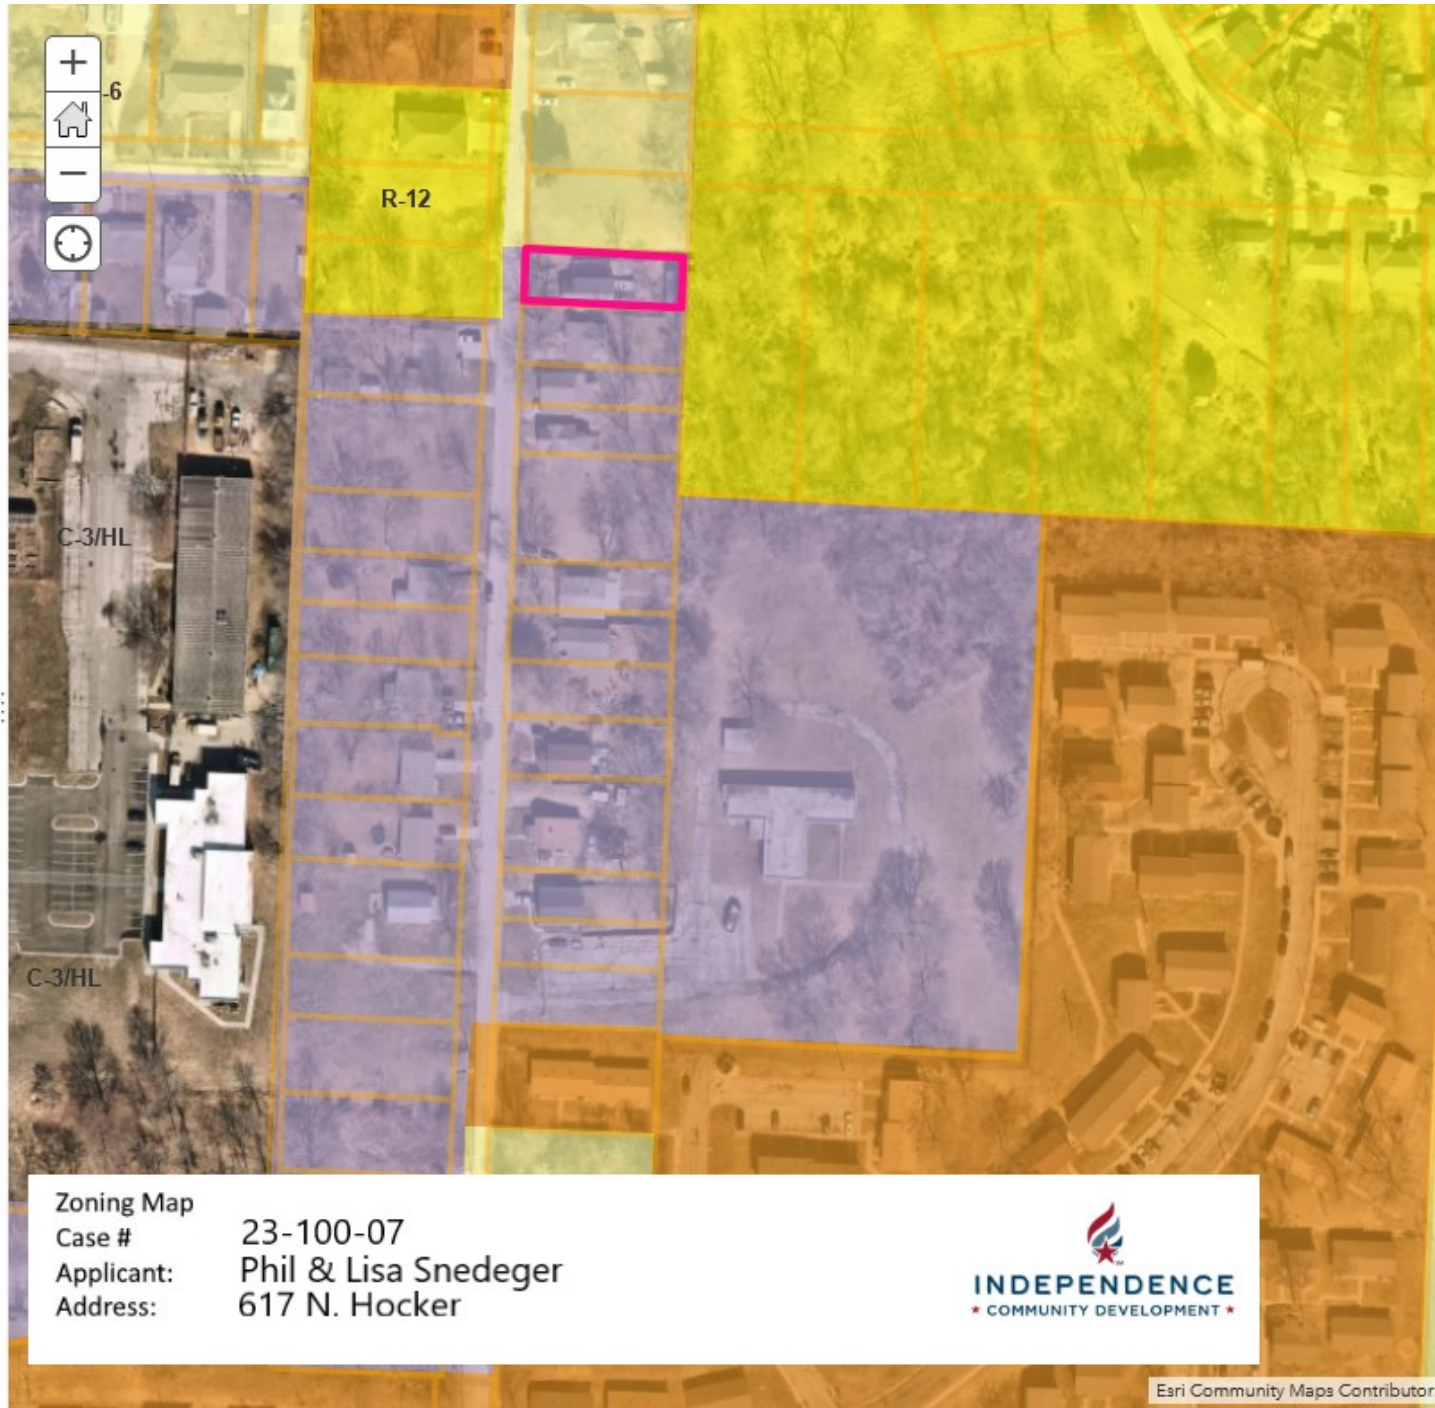 -6
R-12
C-3/HL
C-3/HL
Zoning Map
Case # 23-100-07
Applicant: Phil & Lisa Snedeger
Address: 617 N. Hocker
INDEPENDENCE
★ COMMUNITY DEVELOPMENT ★
Esri Community Maps Contributor